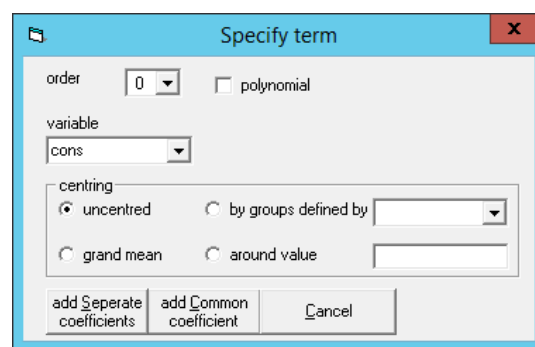 Specify term
x
order 0 polynomial
variable
cons
centring
uncentred by groups defined by
grand mean around value
add Seperate add Common Cancel
coefficients coefficient